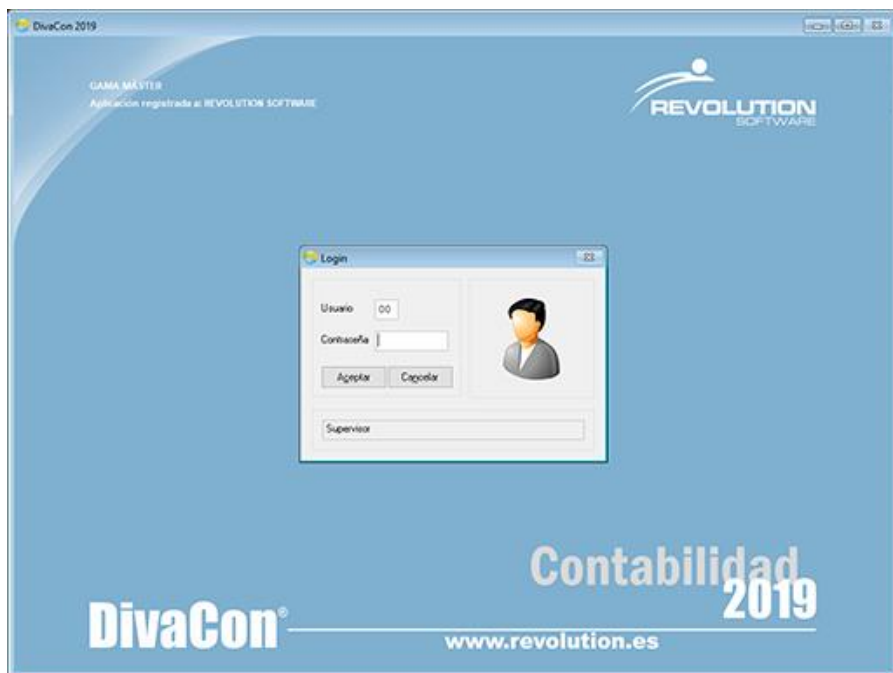 DivaCon 2019
GAMA MÁSTER
Aplicación registrada a: REVOLUTION SOFTWARE
REVOLUTION
SOFTWARE
Login
Usuario 00
Contraseña
Aceptar Cancelar
Supervisor
Contabilidad
2019
DivaCon®
www.revolution.es